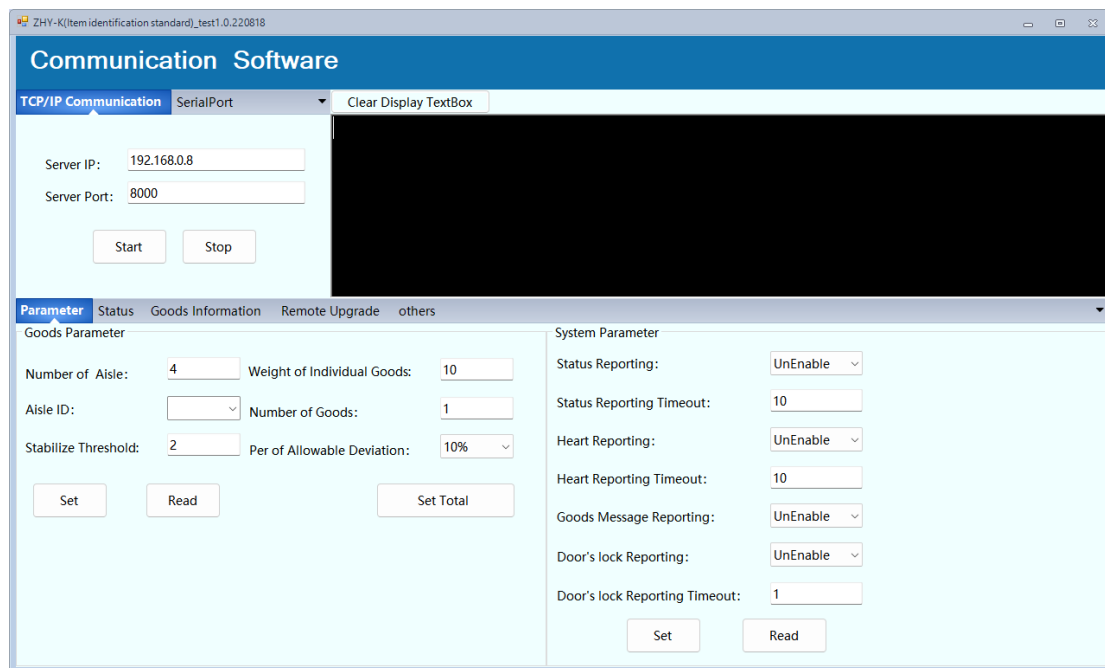 ZHY-K(Item identification standard)_test1.0.220818
Communication Software
TCP/IP Communication SerialPort Clear Display TextBox
Server IP: 192.168.0.8
Server Port: 8000
Start Stop
Parameter Status Goods Information Remote Upgrade others
Goods Parameter
Number of Aisle: 4 Weight of Individual Goods: 10
Aisle ID: Number of Goods: 1
Stabilize Threshold: 2 Per of Allowable Deviation: 10%
Set Read Set Total
System Parameter
Status Reporting: UnEnable
Status Reporting Timeout: 10
Heart Reporting: UnEnable
Heart Reporting Timeout: 10
Goods Message Reporting: UnEnable
Door's lock Reporting: UnEnable
Door's lock Reporting Timeout: 1
Set Read